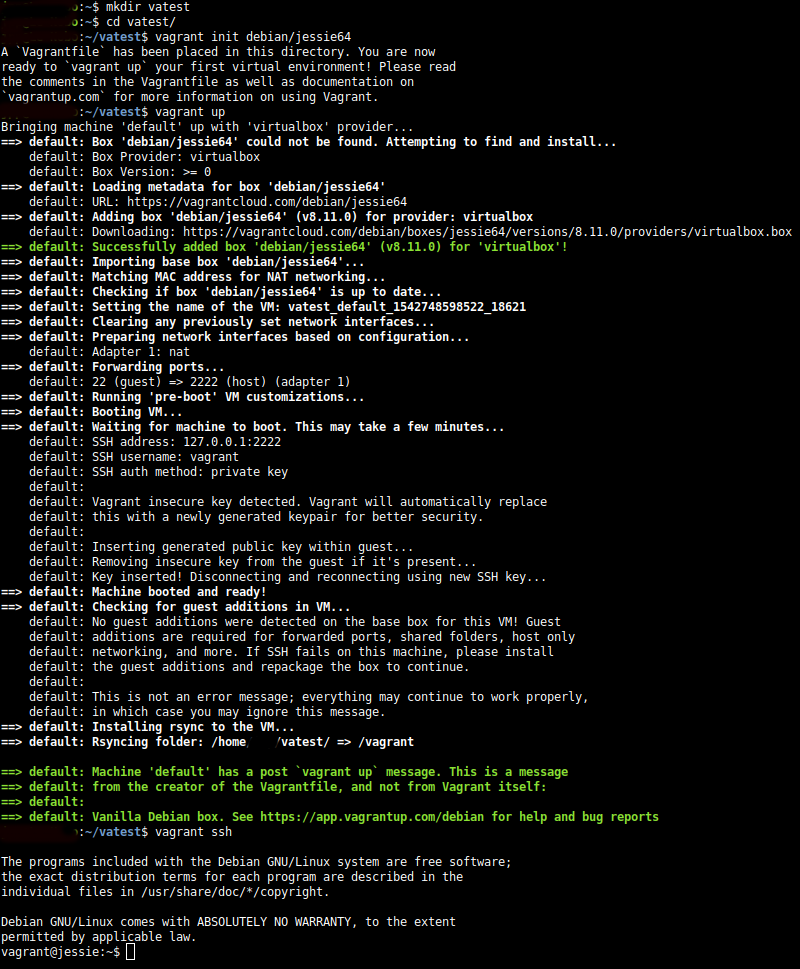 :~$ mkdir vatest
:~$ cd vatest/
:~/vatest$ vagrant init debian/jessie64
A `Vagrantfile` has been placed in this directory. You are now
ready to `vagrant up` your first virtual environment! Please read
the comments in the Vagrantfile as well as documentation on
`vagrantup.com` for more information on using Vagrant.
:~/vatest$ vagrant up
Bringing machine 'default' up with 'virtualbox' provider...
==> default: Box 'debian/jessie64' could not be found. Attempting to find and install...
    default: Box Provider: virtualbox
    default: Box Version: >= 0
==> default: Loading metadata for box 'debian/jessie64'
    default: URL: https://vagrantcloud.com/debian/jessie64
==> default: Adding box 'debian/jessie64' (v8.11.0) for provider: virtualbox
    default: Downloading: https://vagrantcloud.com/debian/boxes/jessie64/versions/8.11.0/providers/virtualbox.box
==> default: Successfully added box 'debian/jessie64' (v8.11.0) for 'virtualbox'!
==> default: Importing base box 'debian/jessie64'...
==> default: Matching MAC address for NAT networking...
==> default: Checking if box 'debian/jessie64' is up to date...
==> default: Setting the name of the VM: vatest_default_1542748598522_18621
==> default: Clearing any previously set network interfaces...
==> default: Preparing network interfaces based on configuration...
    default: Adapter 1: nat
==> default: Forwarding ports...
    default: 22 (guest) => 2222 (host) (adapter 1)
==> default: Running 'pre-boot' VM customizations...
==> default: Booting VM...
==> default: Waiting for machine to boot. This may take a few minutes...
    default: SSH address: 127.0.0.1:2222
    default: SSH username: vagrant
    default: SSH auth method: private key
    default:
    default: Vagrant insecure key detected. Vagrant will automatically replace
    default: this with a newly generated keypair for better security.
    default:
    default: Inserting generated public key within guest...
    default: Removing insecure key from the guest if it's present...
    default: Key inserted! Disconnecting and reconnecting using new SSH key...
==> default: Machine booted and ready!
==> default: Checking for guest additions in VM...
    default: No guest additions were detected on the base box for this VM! Guest
    default: additions are required for forwarded ports, shared folders, host only
    default: networking, and more. If SSH fails on this machine, please install
    default: the guest additions and repackage the box to continue.
    default:
    default: This is not an error message; everything may continue to work properly,
    default: in which case you may ignore this message.
==> default: Installing rsync to the VM...
==> default: Rsyncing folder: /home /vatest/ => /vagrant

==> default: Machine 'default' has a post `vagrant up` message. This is a message
==> default: from the creator of the Vagrantfile, and not from Vagrant itself:
==> default:
==> default: Vanilla Debian box. See https://app.vagrantup.com/debian for help and bug reports
:~/vatest$ vagrant ssh

The programs included with the Debian GNU/Linux system are free software;
the exact distribution terms for each program are described in the
individual files in /usr/share/doc/*/copyright.

Debian GNU/Linux comes with ABSOLUTELY NO WARRANTY, to the extent
permitted by applicable law.
vagrant@jessie:~$